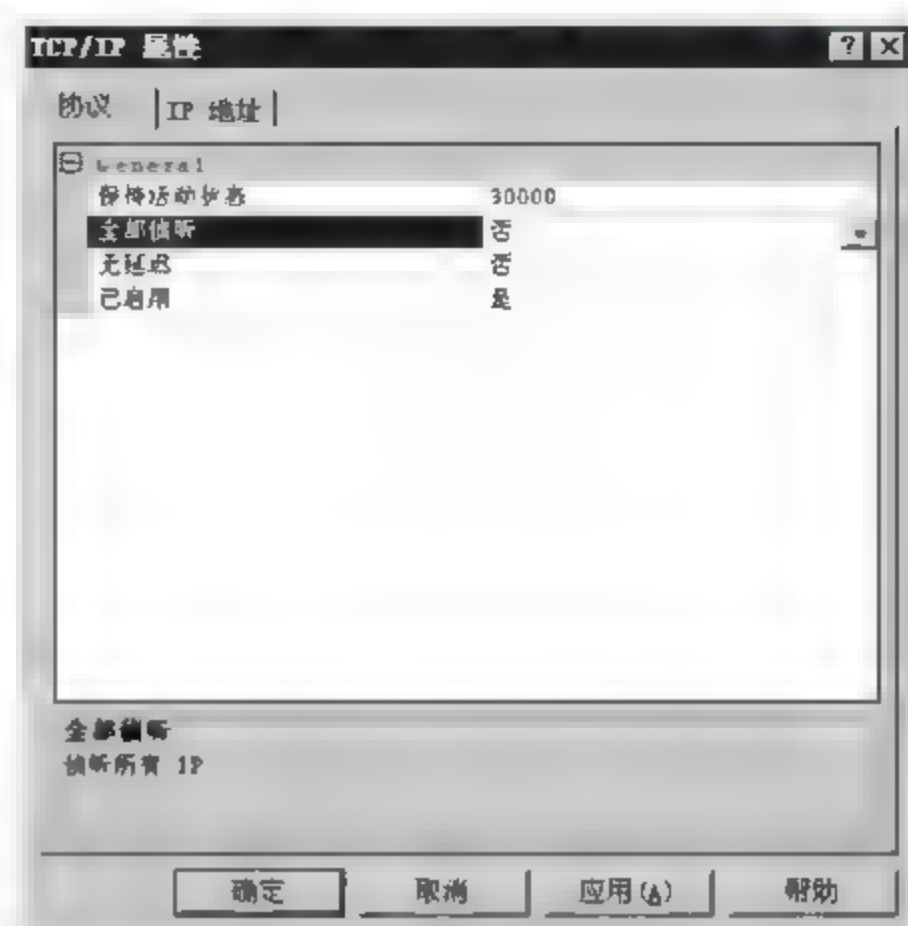 TCP/IP 属性
协议 IP 地址
General
保持活动状态 30000
全部侦听 否
无延迟 否
已启用 是
全部侦听
侦听所有 IP
确定 取消 应用(A) 帮助